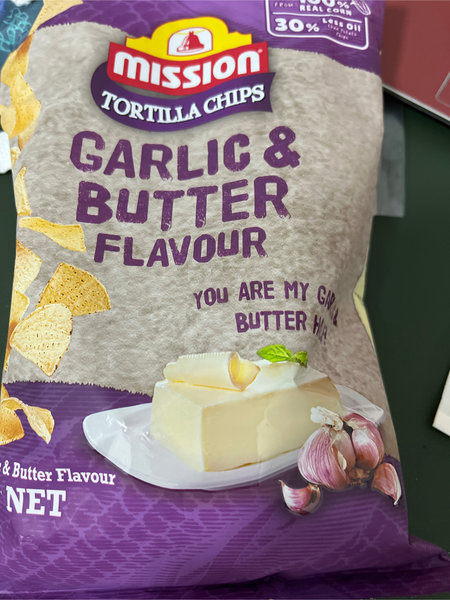 100%
REAL CORN
30% Less Oil
MISSION
TORTILLA CHIPS
GARLIC &
BUTTER
FLAVOUR
YOU ARE MY
BUTTER
& Butter Flavour
NET